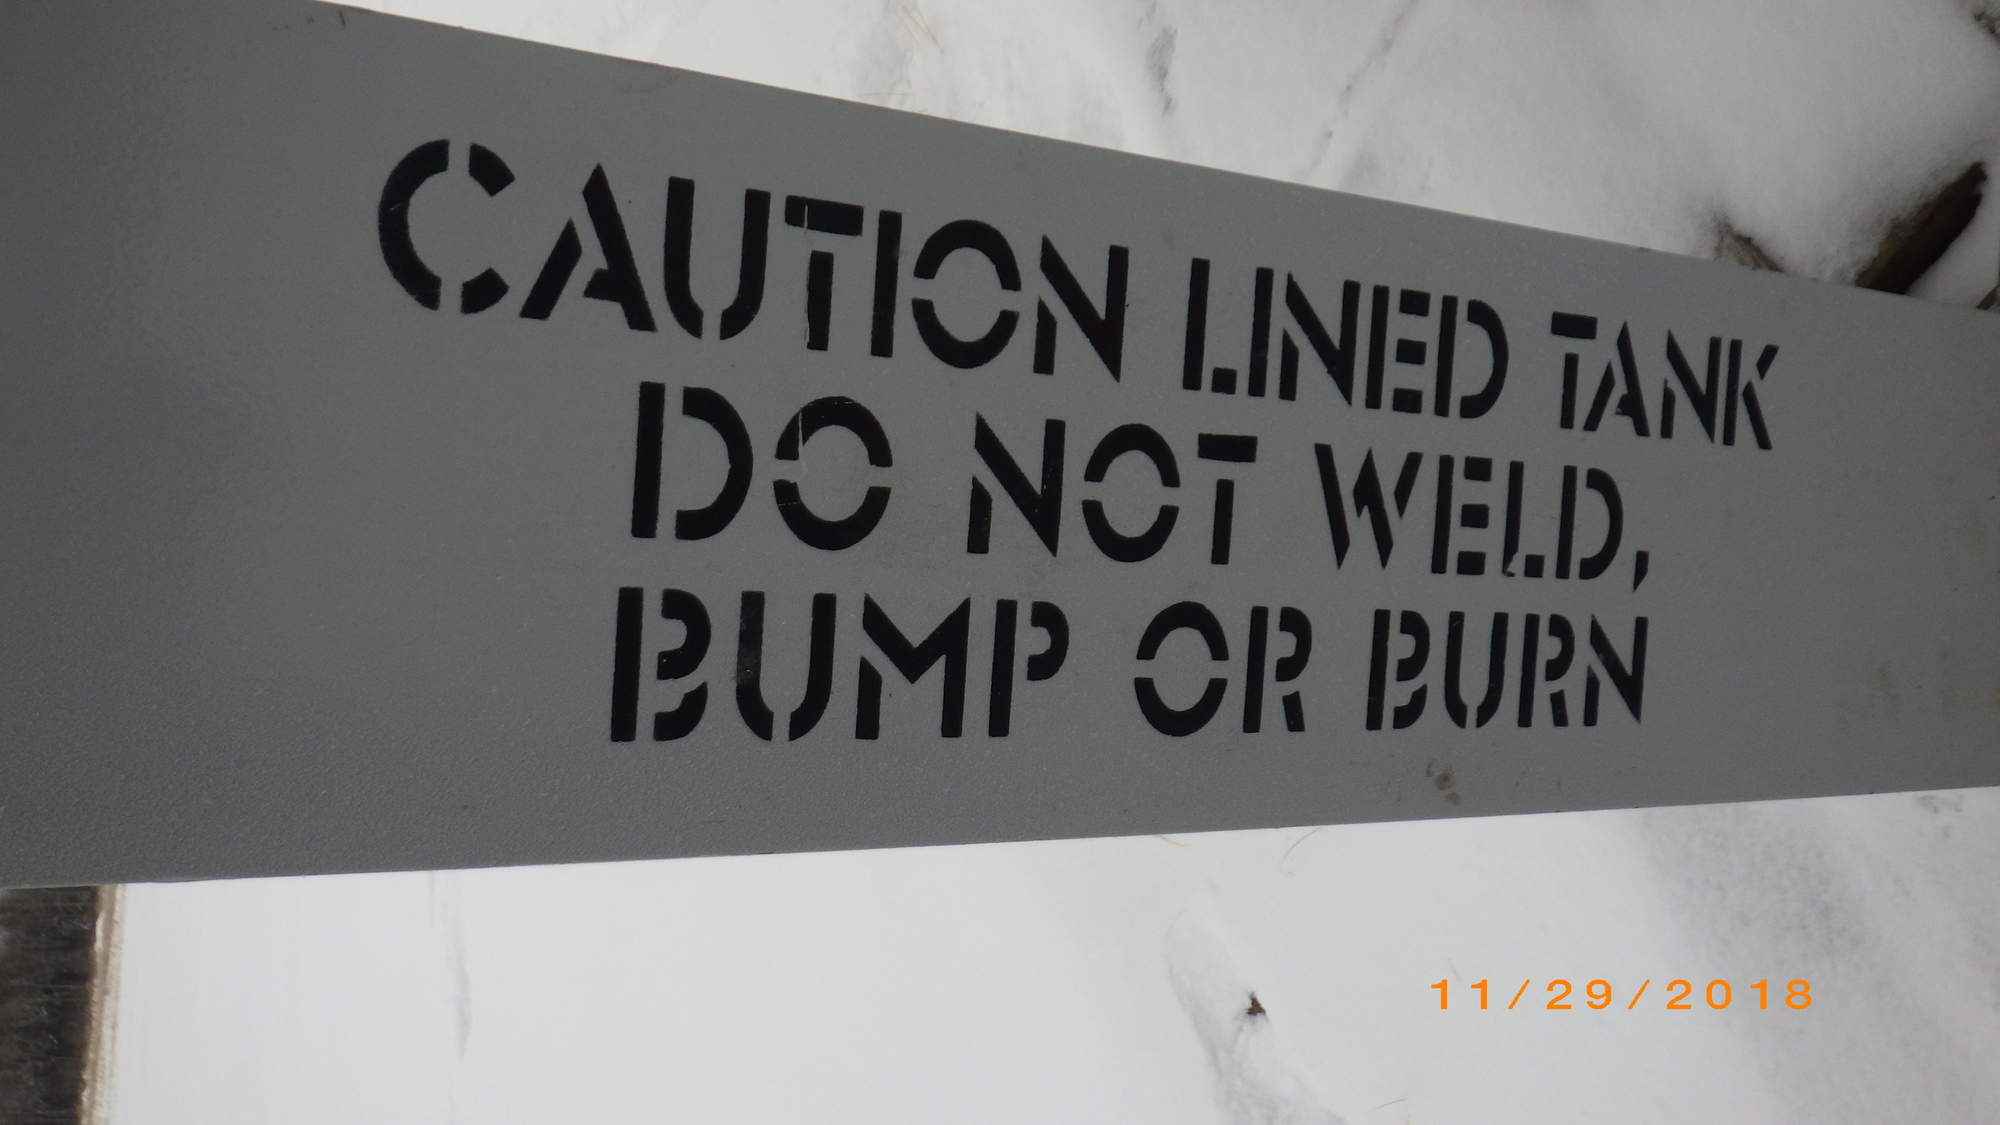 CAUTION LINED TANK
DO NOT WELD,
BUMP OR BURN
11/29/2018